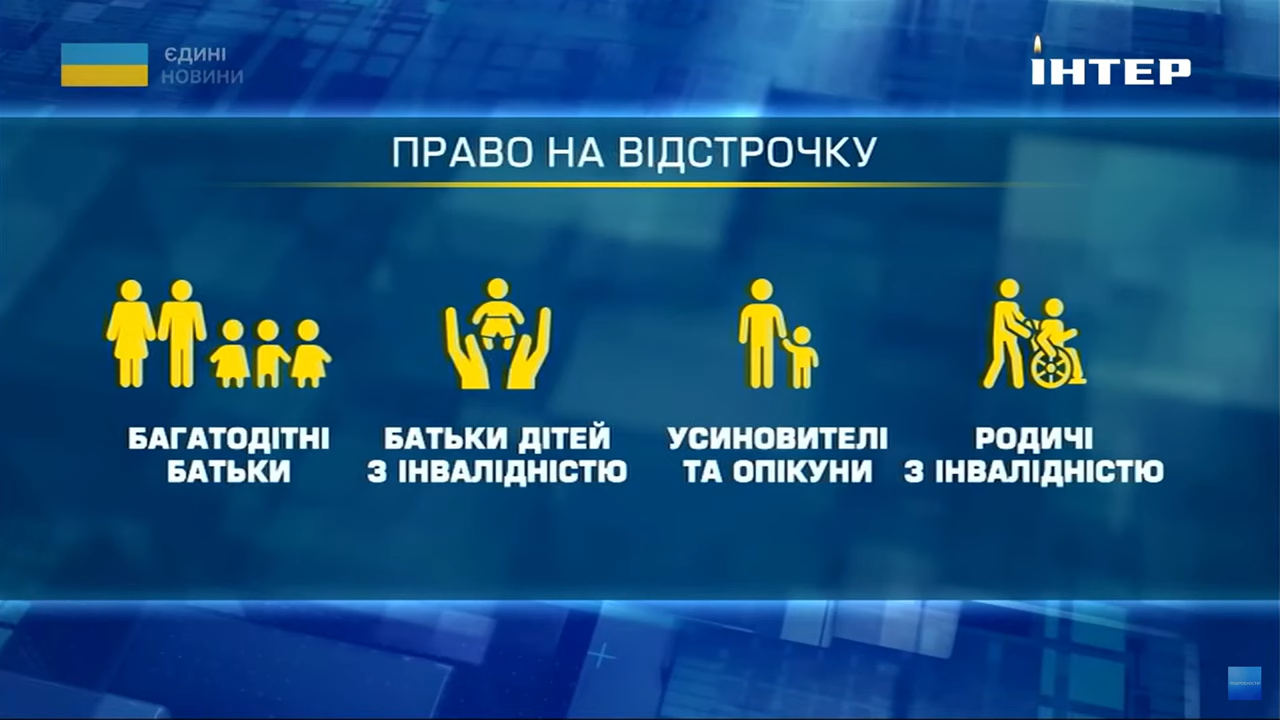 ЄДИНІ
НОВИНИ
ІНТЕР
ПРАВО НА ВІДСТРОЧКУ
БАГАТОДІТНІ
БАТЬКИ
БАТЬКИ ДІТЕЙ
З ІНВАЛІДНІСТЮ
УСИНОВИТЕЛІ
ТА ОПІКУНИ
РОДИЧІ
З ІНВАЛІДНІСТЮ